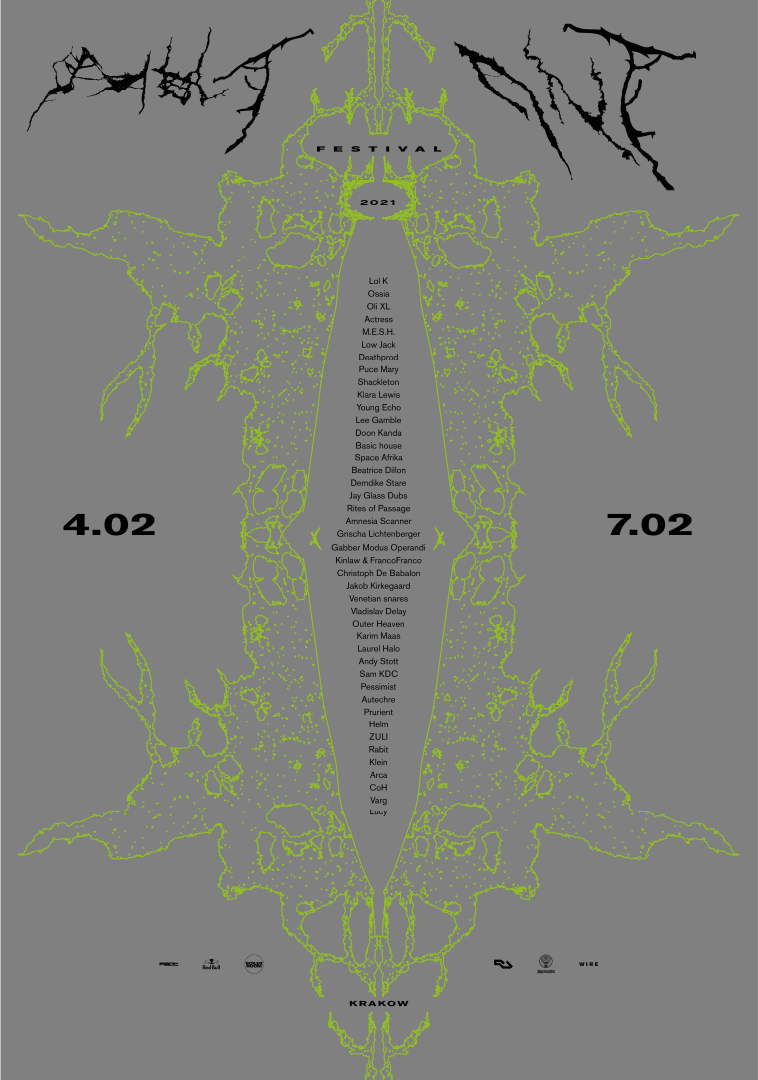 FESTIVAL
2021
Lol K
Ossia
Oli XL
Actress
M.E.S.H.
Low Jack
Deathprod
Puce Mary
Shackleton
Klara Lewis
Young Echo
Lee Gamble
Doon Kanda
Basic house
Space Afrika
Beatrice Dillon
Demdike Stare
Jay Glass Dubs
Rites of Passage
Amnesia Scanner
Grischa Lichtenberger
Gabber Modus Operandi
Kinlaw & FrancoFranco
Christoph De Babalon
Jakob Kirkegaard
Venetian snares
Vladislav Delay
Outer Heaven
Karim Maas
Laurel Halo
Andy Stott
Sam KDC
Pessimist
Autechre
Prurient
Helm
ZULI
Rabit
Klein
Arca
CoH
Varg
Lucy
4.02
7.02
Red Bull
BOILER ROOM
Jägermeister
WIRE
KRAKOW